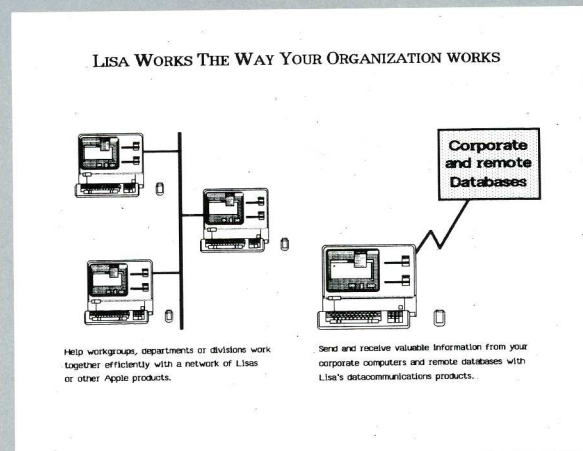 LISA WORKS THE WAY YOUR ORGANIZATION WORKS
Corporate
and remote
Databases
Help workgroups, departments or divisions work
together efficiently with a network of Lisas
or other Apple products.
Send and receive valuable information from your
corporate computers and remote databases with
Lisa's datacommunications products.